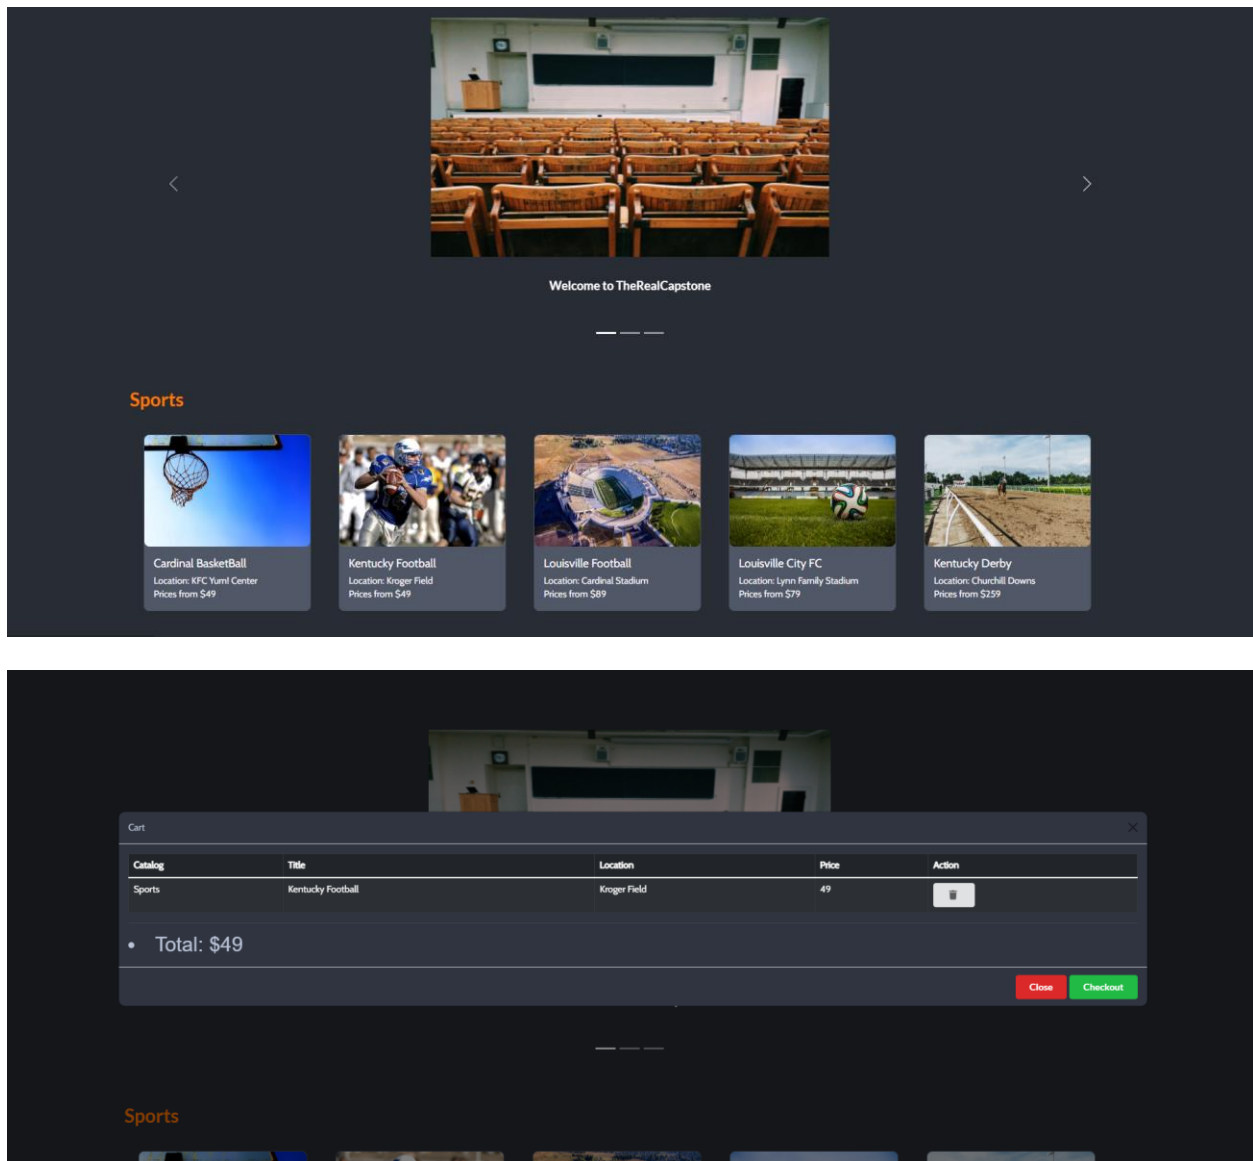 Welcome to TheRealCapstone
Sports
Cardinal BasketBall
Location: KFC Yum! Center
Prices from $49
Kentucky Football
Location: Kroger Field
Prices from $49
Louisville Football
Location: Cardinal Stadium
Prices from $89
Louisville City FC
Location: Lynn Family Stadium
Prices from $79
Kentucky Derby
Location: Churchill Downs
Prices from $259
Cart
Catalog Title Location Price Action
Sports Kentucky Football Kroger Field 49
• Total: $49
Close Checkout
Sports